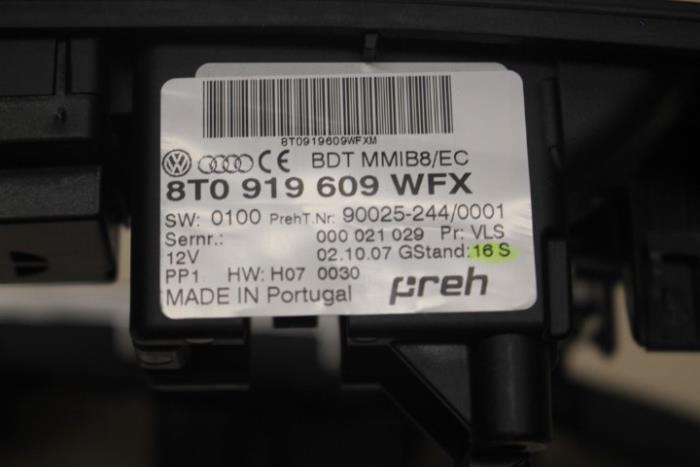 8T0919609WFXM
CE BDT MMIB8/EC
8T0 919 609 WFX
SW: 0100 PrehT.Nr: 90025-244/0001
Sernr.: 000 021 029 Pr: VLS
12V 02.10.07 GStand: 16 S
PP1 HW: H07 0030
MADE IN Portugal preh